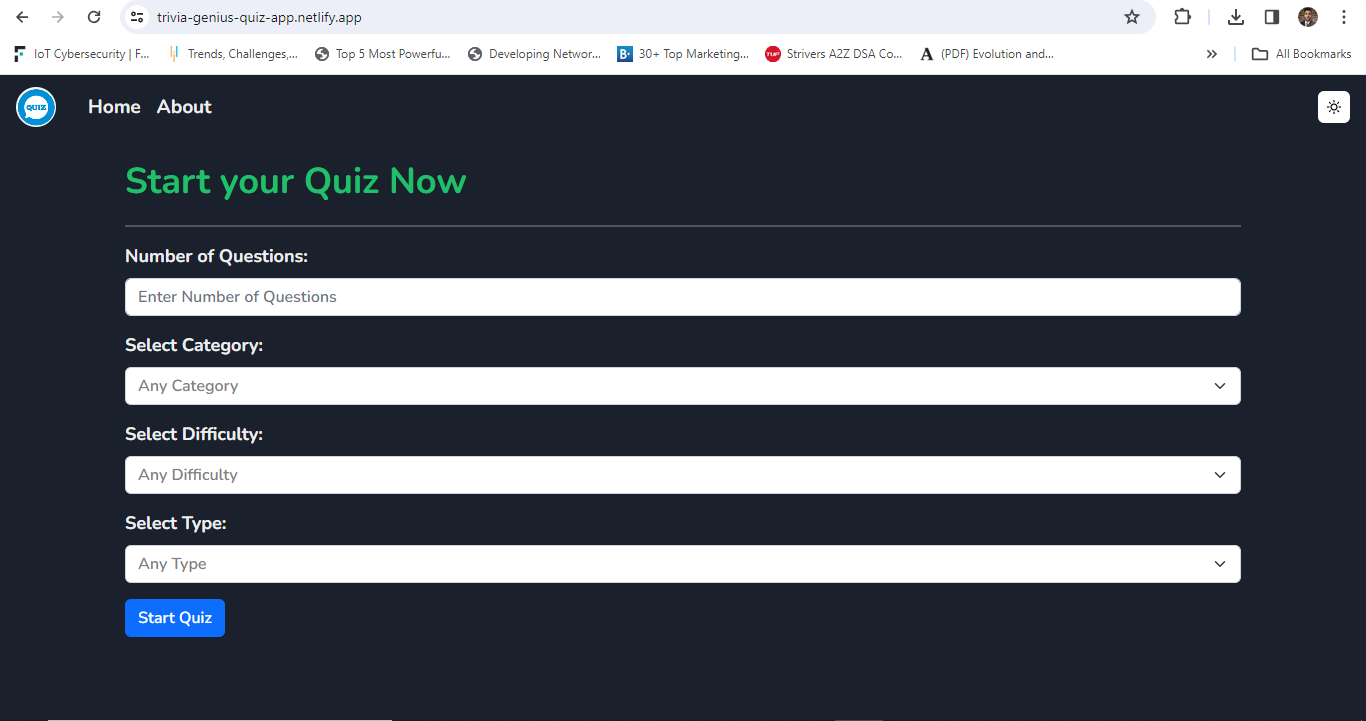 trivia-genius-quiz-app.netlify.app
IoT Cybersecurity | F... Trends, Challenges,... Top 5 Most Powerfu... Developing Networ... B· 30+ Top Marketing... TUF Strivers A2Z DSA Co... A (PDF) Evolution and... » All Bookmarks
QUIZ Home About
Start your Quiz Now
Number of Questions:
Enter Number of Questions
Select Category:
Any Category
Select Difficulty:
Any Difficulty
Select Type:
Any Type
Start Quiz